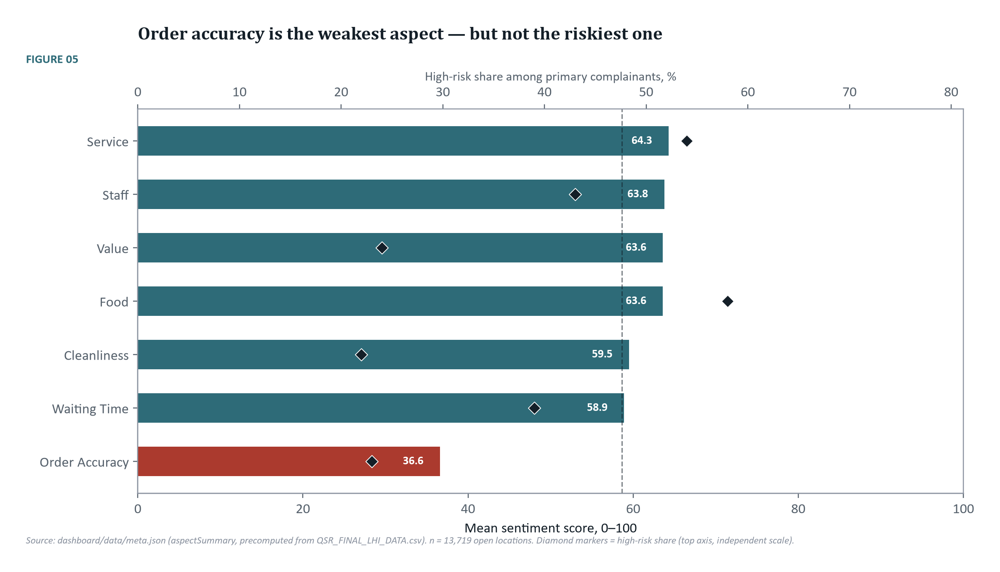 Order accuracy is the weakest aspect — but not the riskiest one
FIGURE 05
High-risk share among primary complainants, %
0 10 20 30 40 50 60 70 80
Service 64.3
Staff 63.8
Value 63.6
Food 63.6
Cleanliness 59.5
Waiting Time 58.9
Order Accuracy 36.6
0 20 40 60 80 100
Mean sentiment score, 0–100
Source: dashboard/data/meta.json (aspectSummary, precomputed from QSR_FINAL_LHI_DATA.csv). n = 13,719 open locations. Diamond markers = high-risk share (top axis, independent scale).